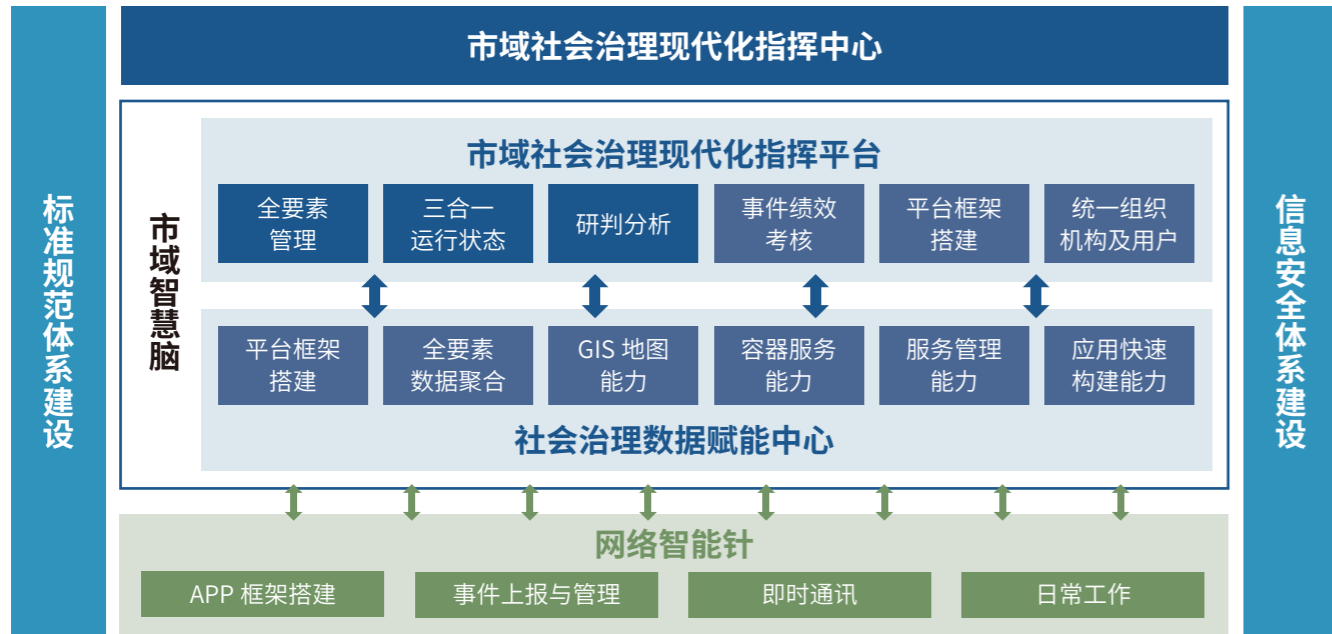 市域社会治理现代化指挥中心
标准规范体系建设
市域智慧脑
市域社会治理现代化指挥平台
全要素
管理
三合一
运行状态
研判分析
事件绩效
考核
平台框架
搭建
统一组织
机构及用户
平台框架
搭建
全要素
数据聚合
GIS 地图
能力
容器服务
能力
服务管理
能力
应用快速
构建能力
社会治理数据赋能中心
网络智能针
APP 框架搭建
事件上报与管理
即时通讯
日常工作
信息安全体系建设